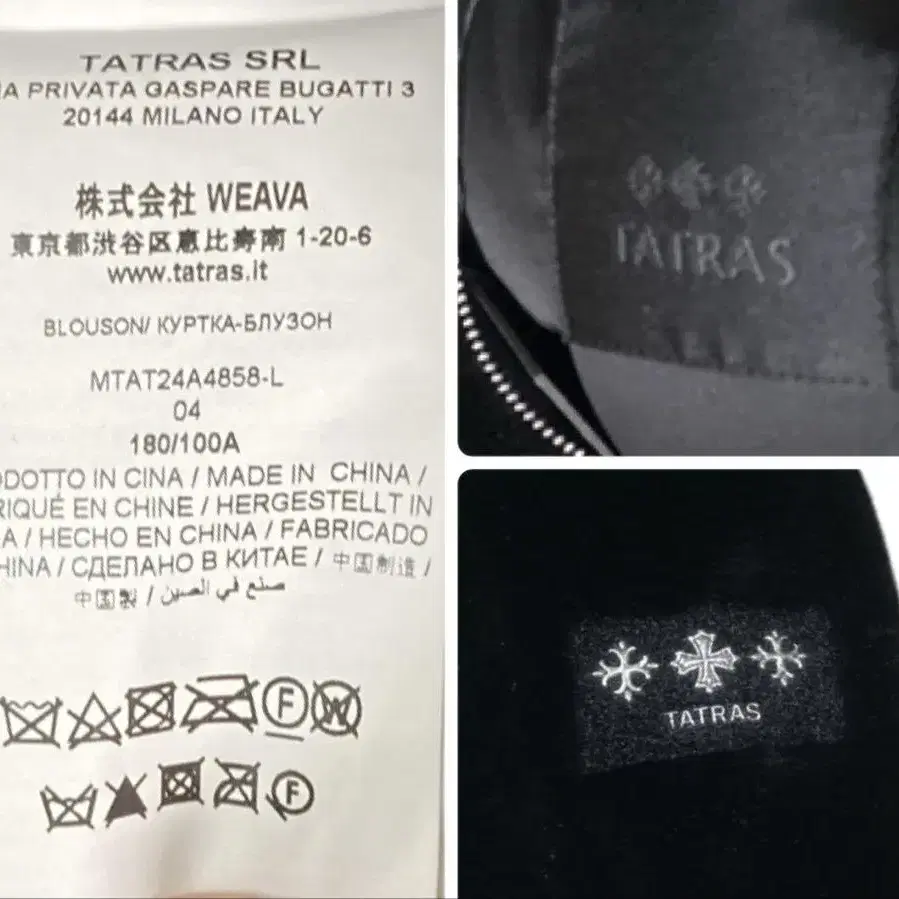 TATRAS SRL
IA PRIVATA GASPARE BUGATTI 3
20144 MILANO ITALY
株式会社 WEAVA
東京都渋谷区恵比寿南 1-20-6
www.tatras.it
BLOUSON/ КУРТКА-БЛУЗОН
MTAT24A4858-L
04
180/100A
DOTTO IN CINA / MADE IN CHINA /
RIQUÉ EN CHINE / HERGESTELLT IN
A / HECHO EN CHINA / FABRICADO
HINA / СДЕЛАНО В КИТАЕ / 中国制造 /
中国製 / صنع في الصين
F
W
F
TATRAS
TATRAS